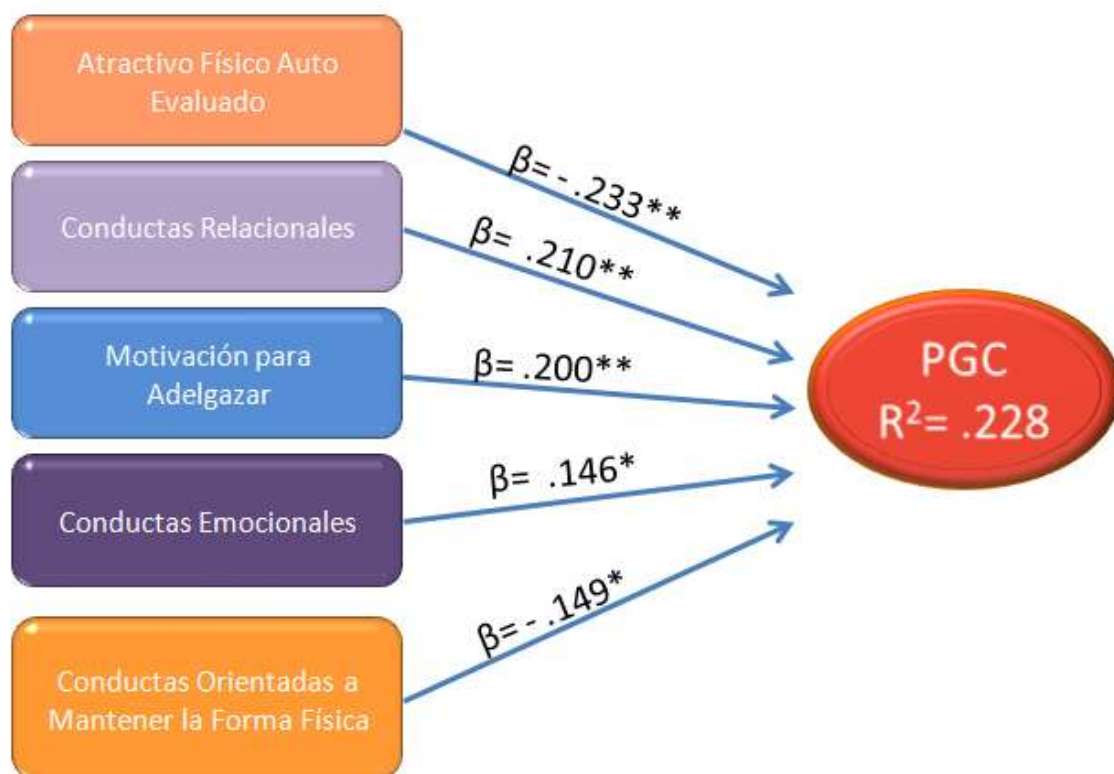 Atractivo Físico Auto
Evaluado
β= - .233**
Conductas Relacionales
β= .210**
Motivación para
Adelgazar
β= .200**
Conductas Emocionales
β= .146*
Conductas Orientadas a
Mantener la Forma Física
β= - .149*
PGC
R²= .228